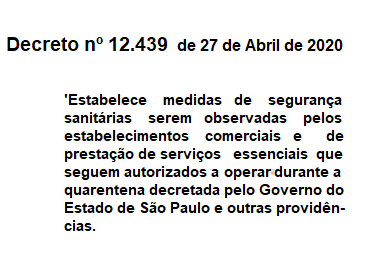 Decreto nº 12.439 de 27 de Abril de 2020
'Estabelece medidas de segurança
sanitárias serem observadas pelos
estabelecimentos comerciais e de
prestação de serviços essenciais que
seguem autorizados a operar durante a
quarentena decretada pelo Governo do
Estado de São Paulo e outras providên-
cias.